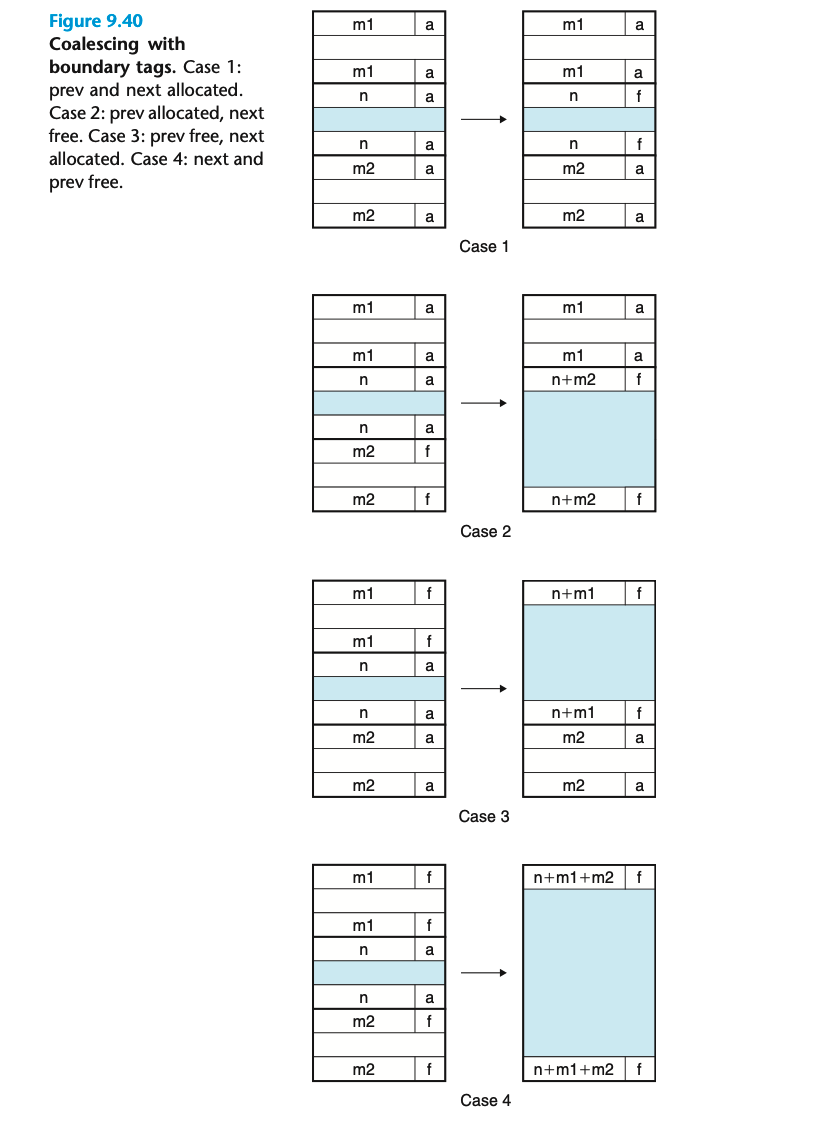 Figure 9.40
Coalescing with
boundary tags. Case 1:
prev and next allocated.
Case 2: prev allocated, next
free. Case 3: prev free, next
allocated. Case 4: next and
prev free.
m1 a
m1 a
n a
n a
m2 a
m2 a
m1 a
m1 a
n f
n f
m2 a
m2 a
Case 1
m1 a
m1 a
n a
n a
m2 f
m2 f
m1 a
m1 a
n+m2 f
n+m2 f
Case 2
m1 f
m1 f
n a
n a
m2 a
m2 a
n+m1 f
n+m1 f
m2 a
m2 a
Case 3
m1 f
m1 f
n a
n a
m2 f
m2 f
n+m1+m2 f
n+m1+m2 f
Case 4